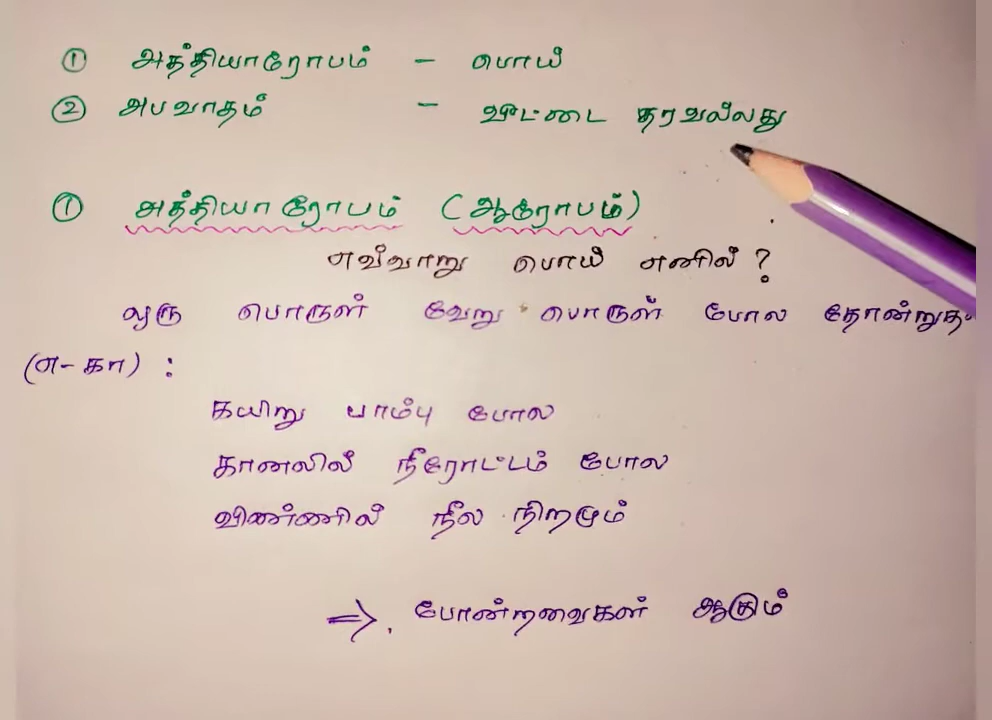 ① அத்தியாரோபம் - பொய்
② அபவாதம் - வீட்டை தரவல்லது
① அத்தியாரோபம் (ஆரோபம்)
எவ்வாறு பொய் எனில் ?
ஒரு பொருள் வேறு பொருள் போல தோன்றுத
(எ-கா) :
கயிறு பாம்பு போல
கானலில் நீரோட்டம் போல
விண்ணில் நீல நிறமும்
⇒. போன்றவைகள் ஆகும்